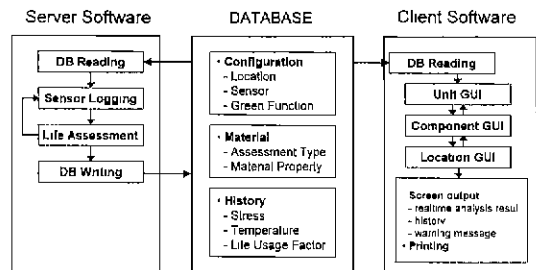 Server Software
DB Reading
Sensor Logging
Life Assessment
DB Writing
DATABASE
• Configuration
- Location
- Sensor
- Green Function
• Material
- Assessment Type
- Material Property
• History
- Stress
- Temperature
- Life Usage Factor
Client Software
DB Reading
Unit GUI
Component GUI
Location GUI
Screen output
- realtime analysis resul
- history
- warning message
• Printing